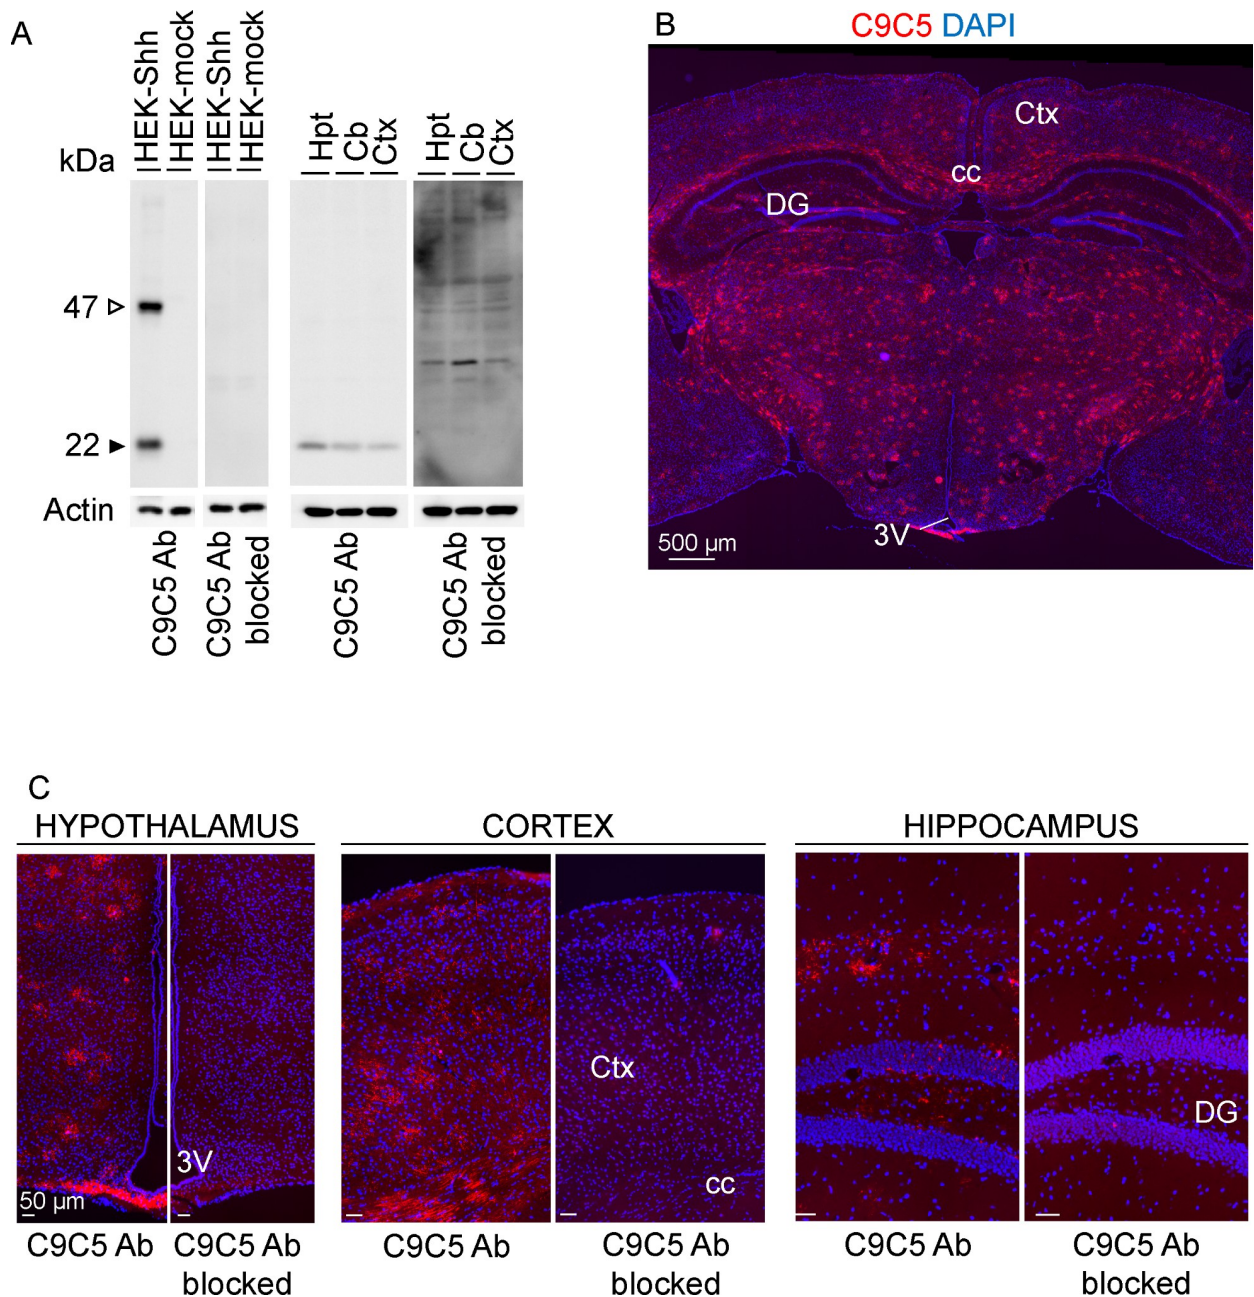 A
HEK-Shh
HEK-mock
HEK-Shh
HEK-mock
Hpt
Cb
Ctx
Hpt
Cb
Ctx
kDa
47
22
Actin
C9C5 Ab
C9C5 Ab
blocked
C9C5 Ab
C9C5 Ab
blocked
B
C9C5 DAPI
Ctx
cc
DG
3V
500 µm
C
HYPOTHALAMUS
CORTEX
HIPPOCAMPUS
3V
50 µm
Ctx
cc
DG
C9C5 Ab
C9C5 Ab
blocked
C9C5 Ab
C9C5 Ab
blocked
C9C5 Ab
C9C5 Ab
blocked